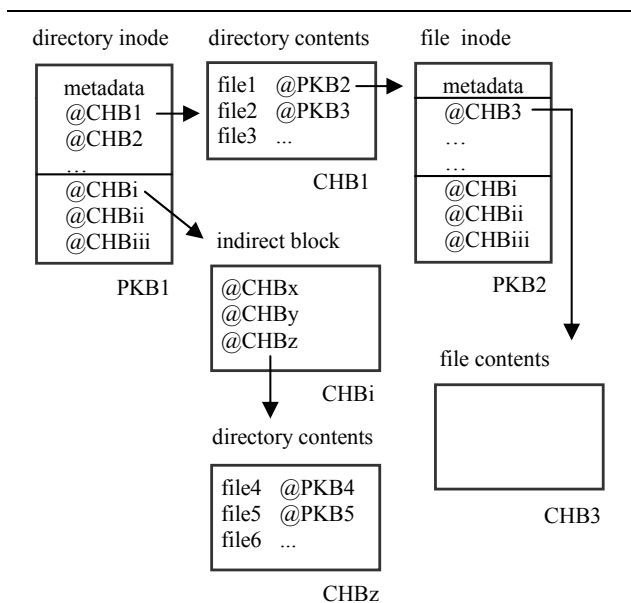 directory inode
metadata
@CHB1
@CHB2
…
@CHBi
@CHBii
@CHBiii
PKB1
directory contents
file1 @PKB2
file2 @PKB3
file3 ...
CHB1
file inode
metadata
@CHB3
…
…
@CHBi
@CHBii
@CHBiii
PKB2
indirect block
@CHBx
@CHBy
@CHBz
CHBi
file contents
CHB3
directory contents
file4 @PKB4
file5 @PKB5
file6 ...
CHBz